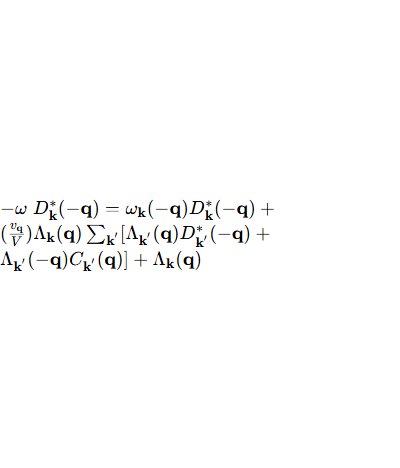 −ω D*_𝐤(−𝐪) = ω_𝐤(−𝐪)D*_𝐤(−𝐪) +
(v_𝐪/V)Λ_𝐤(𝐪) ∑_𝐤′[Λ_𝐤′(𝐪)D*_𝐤′(−𝐪) +
Λ_𝐤′(−𝐪)C_𝐤′(𝐪)] + Λ_𝐤(𝐪)